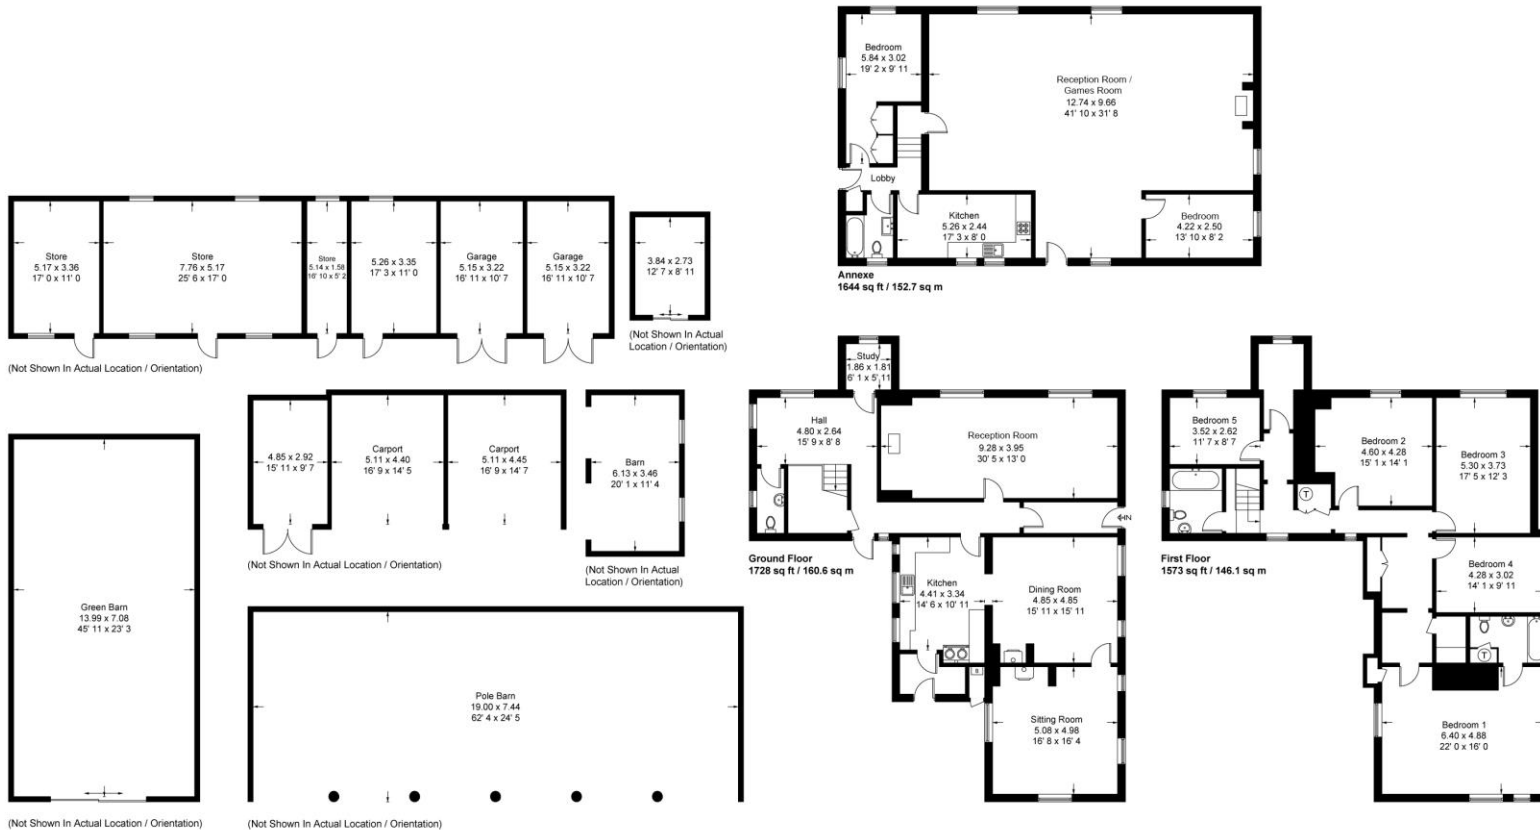 Bedroom
5.84 x 3.02
19' 2 x 9' 11
Reception Room /
Games Room
12.74 x 9.66
41' 10 x 31' 8
Lobby
Kitchen
5.26 x 2.44
17' 3 x 8' 0
Bedroom
4.22 x 2.50
13' 10 x 8' 2
Annexe
1644 sq ft / 152.7 sq m
Store
5.17 x 3.36
17' 0 x 11' 0
Store
7.76 x 5.17
25' 6 x 17' 0
Store
5.14 x 1.58
16' 10 x 5' 2
5.26 x 3.35
17' 3 x 11' 0
Garage
5.15 x 3.22
16' 11 x 10' 7
Garage
5.15 x 3.22
16' 11 x 10' 7
(Not Shown In Actual Location / Orientation)
3.84 x 2.73
12' 7 x 8' 11
(Not Shown In Actual
Location / Orientation)
4.85 x 2.92
15' 11 x 9' 7
Carport
5.11 x 4.40
16' 9 x 14' 5
Carport
5.11 x 4.45
16' 9 x 14' 7
(Not Shown In Actual Location / Orientation)
Barn
6.13 x 3.46
20' 1 x 11' 4
(Not Shown In Actual
Location / Orientation)
Green Barn
13.99 x 7.08
45' 11 x 23' 3
(Not Shown In Actual Location / Orientation)
Pole Barn
19.00 x 7.44
62' 4 x 24' 5
(Not Shown In Actual Location / Orientation)
Study
1.86 x 1.81
6' 1 x 5' 11
Hall
4.80 x 2.64
15' 9 x 8' 8
Reception Room
9.28 x 3.95
30' 5 x 13' 0
IN
Ground Floor
1728 sq ft / 160.6 sq m
Kitchen
4.41 x 3.34
14' 6 x 10' 11
Dining Room
4.85 x 4.85
15' 11 x 15' 11
B
Sitting Room
5.08 x 4.98
16' 8 x 16' 4
Bedroom 5
3.52 x 2.62
11' 7 x 8' 7
Bedroom 2
4.60 x 4.28
15' 1 x 14' 1
Bedroom 3
5.30 x 3.73
17' 5 x 12' 3
T
First Floor
1573 sq ft / 146.1 sq m
Bedroom 4
4.28 x 3.02
14' 1 x 9' 11
T
Bedroom 1
6.40 x 4.88
22' 0 x 16' 0